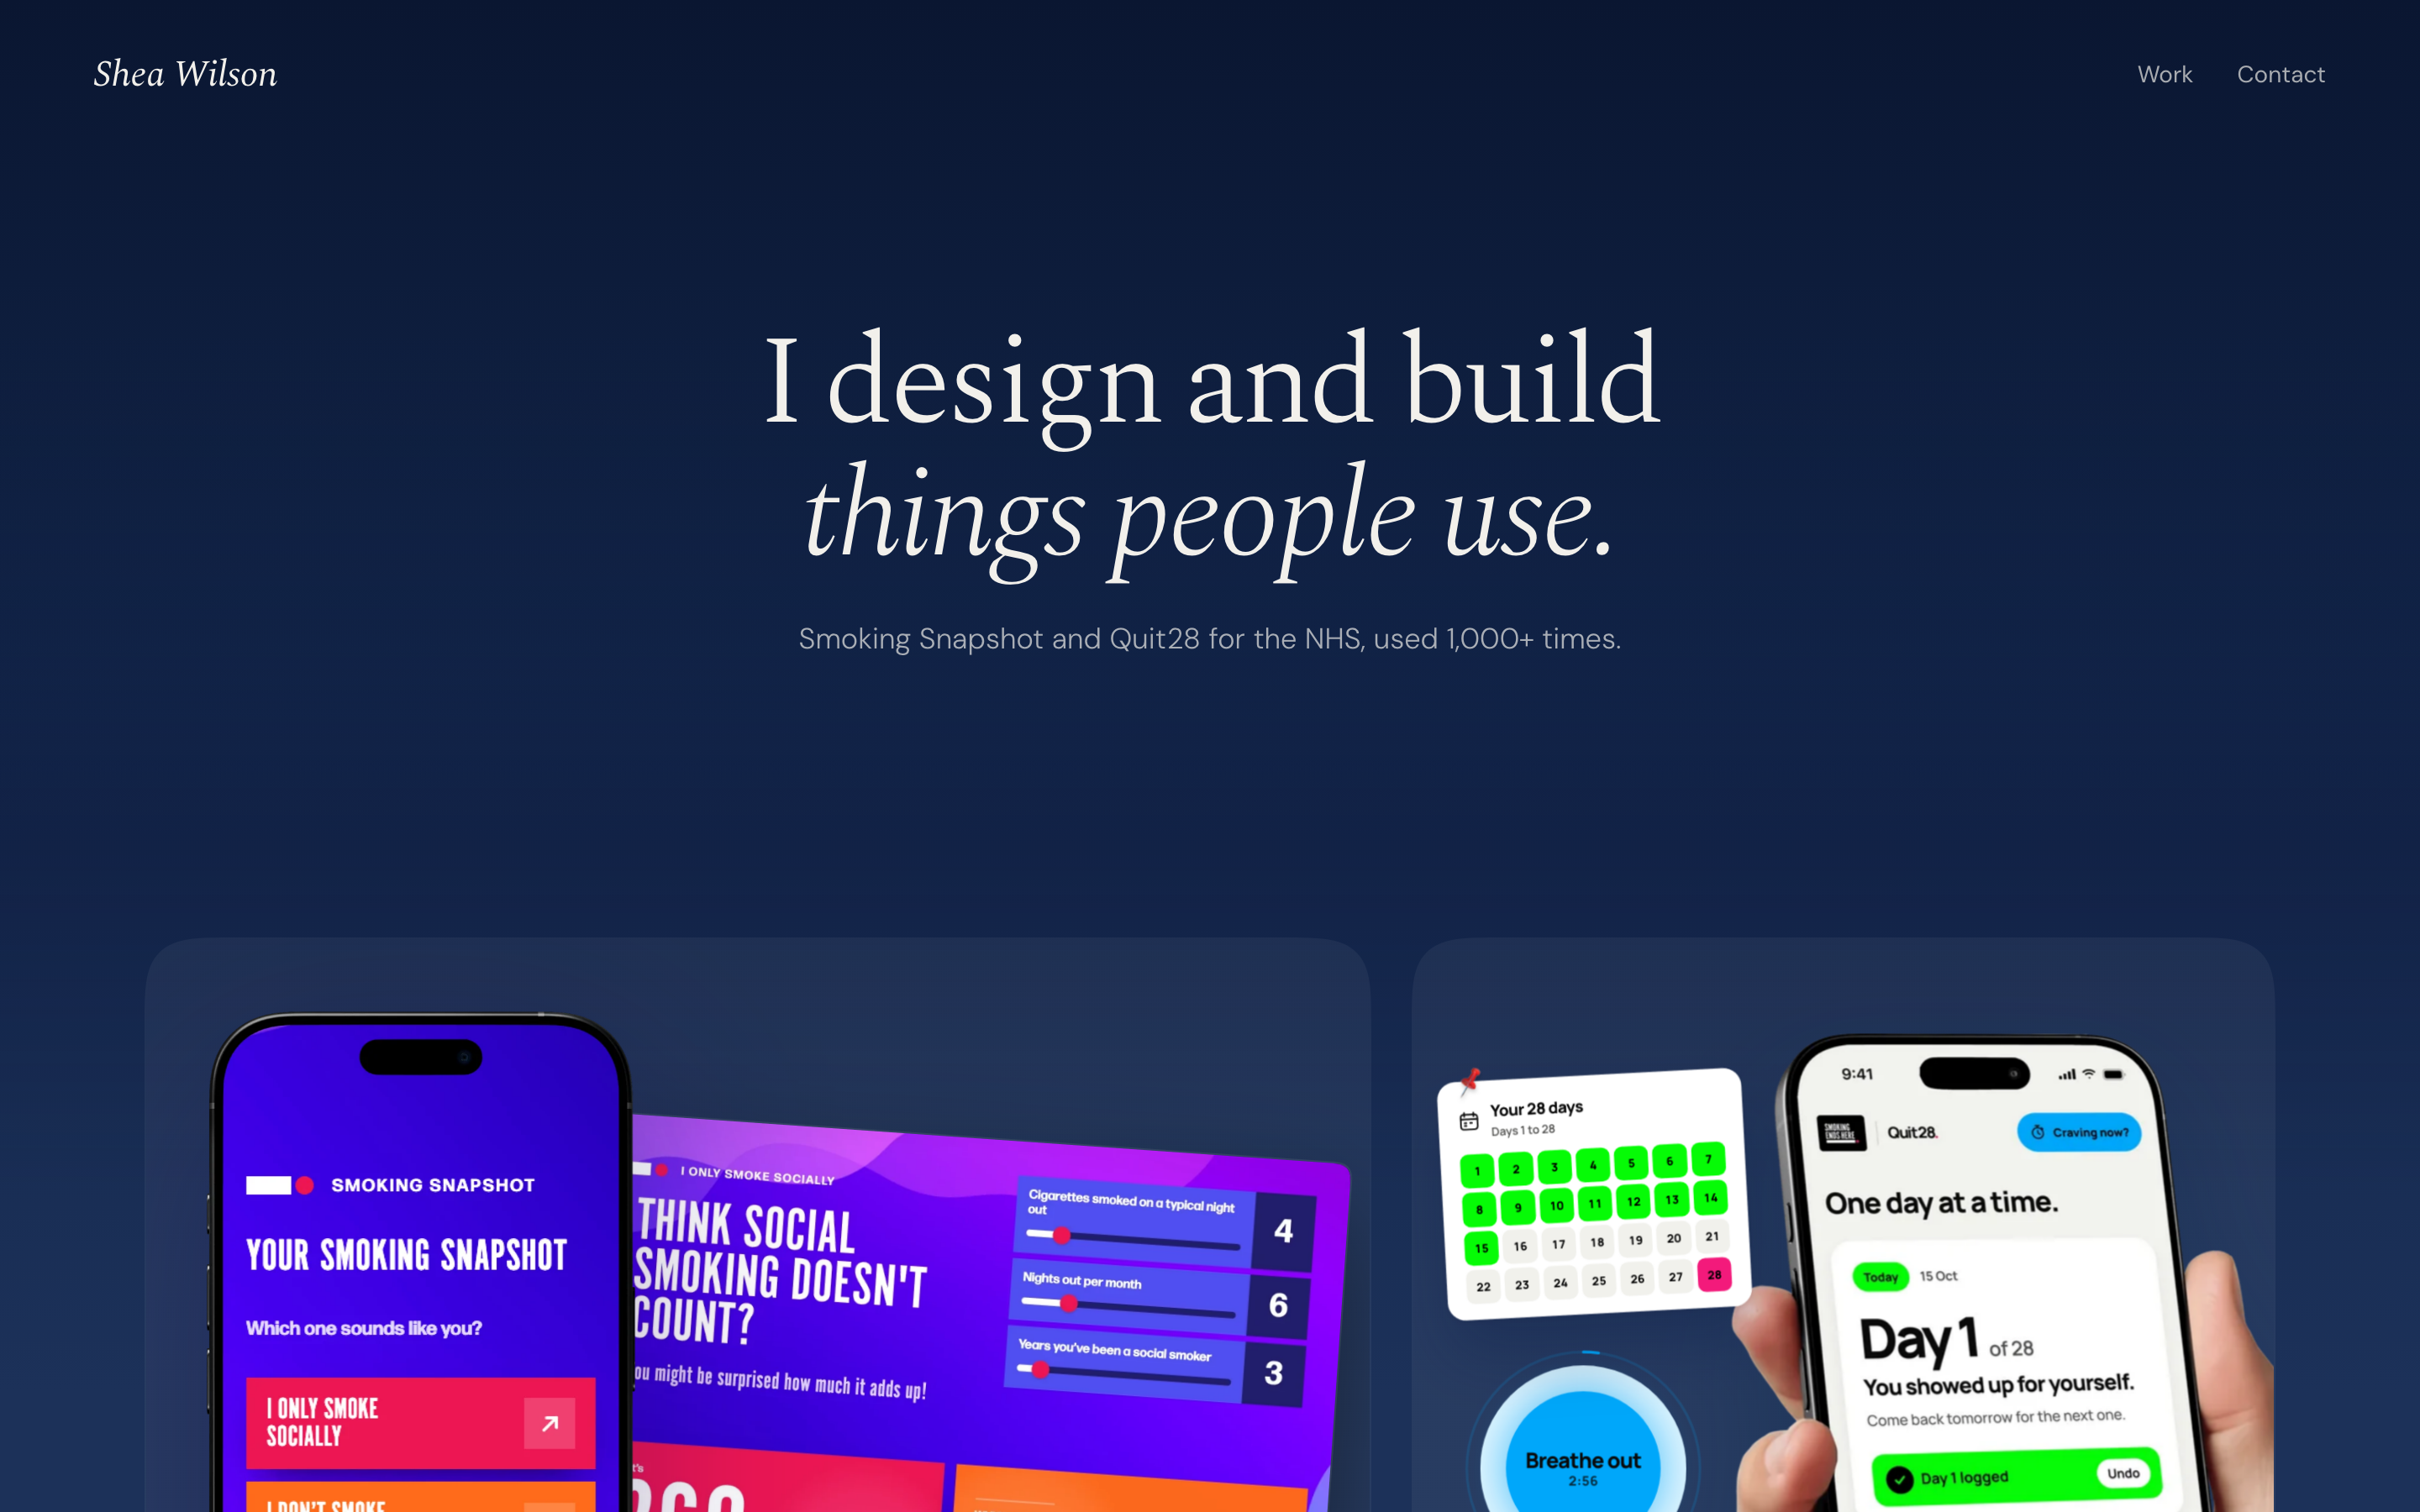 Shea Wilson
Work
Contact
I design and build
things people use.
Smoking Snapshot and Quit28 for the NHS, used 1,000+ times.
SMOKING SNAPSHOT
YOUR SMOKING SNAPSHOT
Which one sounds like you?
I ONLY SMOKE
SOCIALLY
I DON'T SMOKE
I ONLY SMOKE SOCIALLY
THINK SOCIAL
SMOKING DOESN'T
COUNT?
ou might be surprised how much it adds up!
Cigarettes smoked on a typical night
out
4
Nights out per month
6
Years you've been a social smoker
3
Your 28 days
Days 1 to 28
1 2 3 4 5 6 7
8 9 10 11 12 13 14
15 16 17 18 19 20 21
22 23 24 25 26 27 28
Breathe out
2:56
9:41
SMOKING
ENDS HERE
Quit28.
Craving now?
One day at a time.
Today
15 Oct
Day 1 of 28
You showed up for yourself.
Come back tomorrow for the next one.
Day 1 logged
Undo